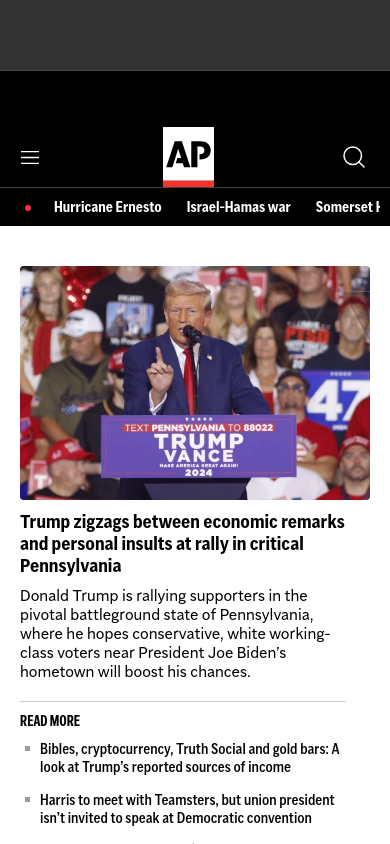 AP
Hurricane Ernesto Israel-Hamas war Somerset
47
TEXT PENNSYLVANIA TO 88022
TRUMP
VANCE
MAKE AMERICA GREAT AGAIN!
2024
Trump zigzags between economic remarks
and personal insults at rally in critical
Pennsylvania
Donald Trump is rallying supporters in the
pivotal battleground state of Pennsylvania,
where he hopes conservative, white working-
class voters near President Joe Biden’s
hometown will boost his chances.
READ MORE
Bibles, cryptocurrency, Truth Social and gold bars: A
look at Trump’s reported sources of income
Harris to meet with Teamsters, but union president
isn’t invited to speak at Democratic convention